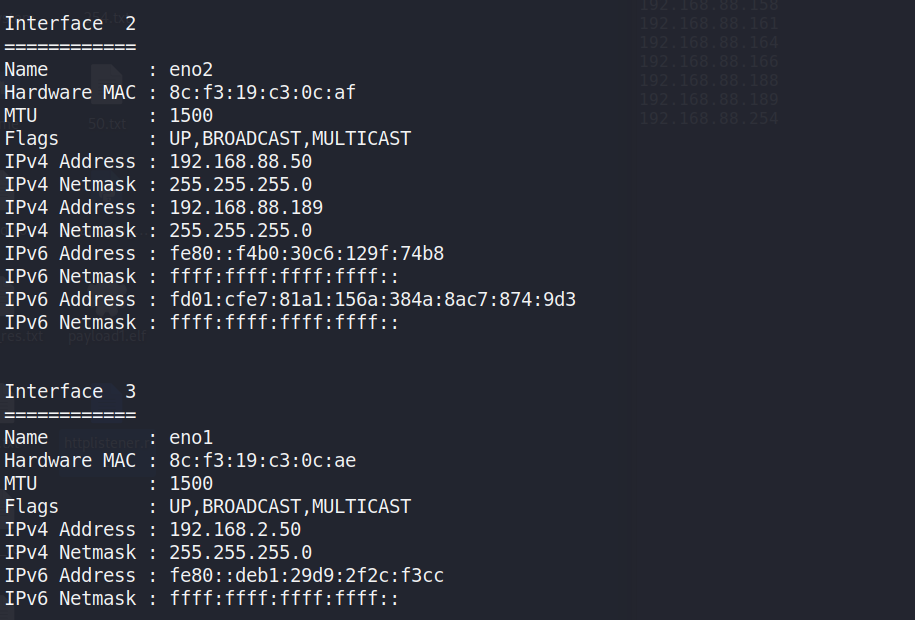 Interface  2
============
Name         : eno2
Hardware MAC : 8c:f3:19:c3:0c:af
MTU          : 1500
Flags        : UP,BROADCAST,MULTICAST
IPv4 Address : 192.168.88.50
IPv4 Netmask : 255.255.255.0
IPv4 Address : 192.168.88.189
IPv4 Netmask : 255.255.255.0
IPv6 Address : fe80::f4b0:30c6:129f:74b8
IPv6 Netmask : ffff:ffff:ffff:ffff::
IPv6 Address : fd01:cfe7:81a1:156a:384a:8ac7:874:9d3
IPv6 Netmask : ffff:ffff:ffff:ffff::
Interface  3
============
Name         : eno1
Hardware MAC : 8c:f3:19:c3:0c:ae
MTU          : 1500
Flags        : UP,BROADCAST,MULTICAST
IPv4 Address : 192.168.2.50
IPv4 Netmask : 255.255.255.0
IPv6 Address : fe80::deb1:29d9:2f2c:f3cc
IPv6 Netmask : ffff:ffff:ffff:ffff::
192.168.88.158
192.168.88.161
192.168.88.164
192.168.88.166
192.168.88.188
192.168.88.189
192.168.88.254
50.txt